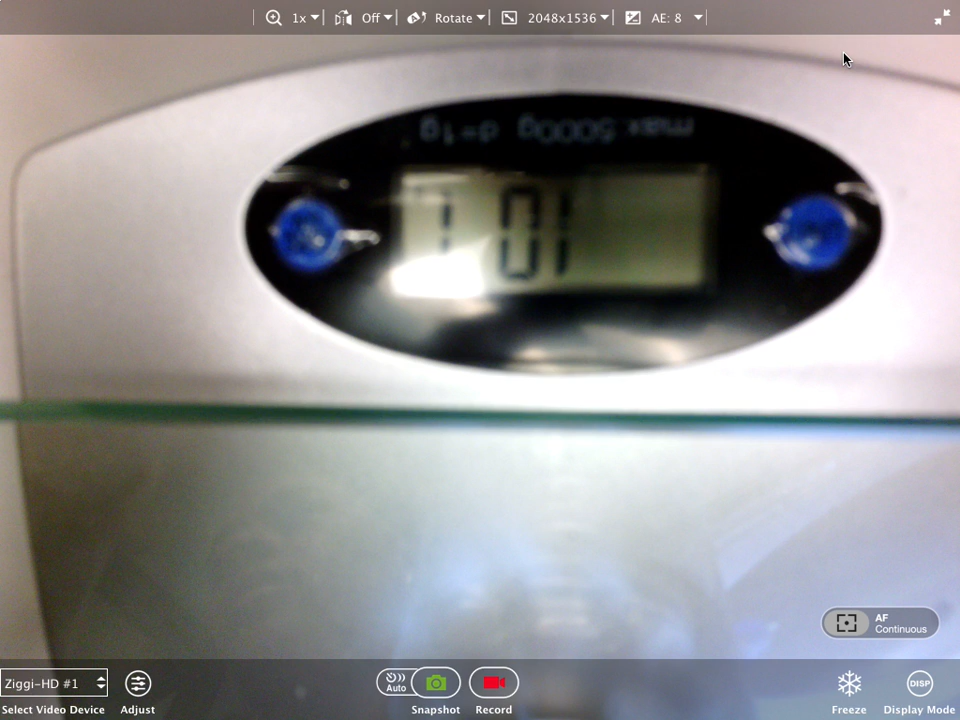 1x
Off
Rotate
2048x1536
AE: 8
max:5000g d=1g
AF
Continuous
Ziggi-HD #1
Select Video Device
Adjust
Auto
Snapshot
Record
Freeze
DISP
Display Mode